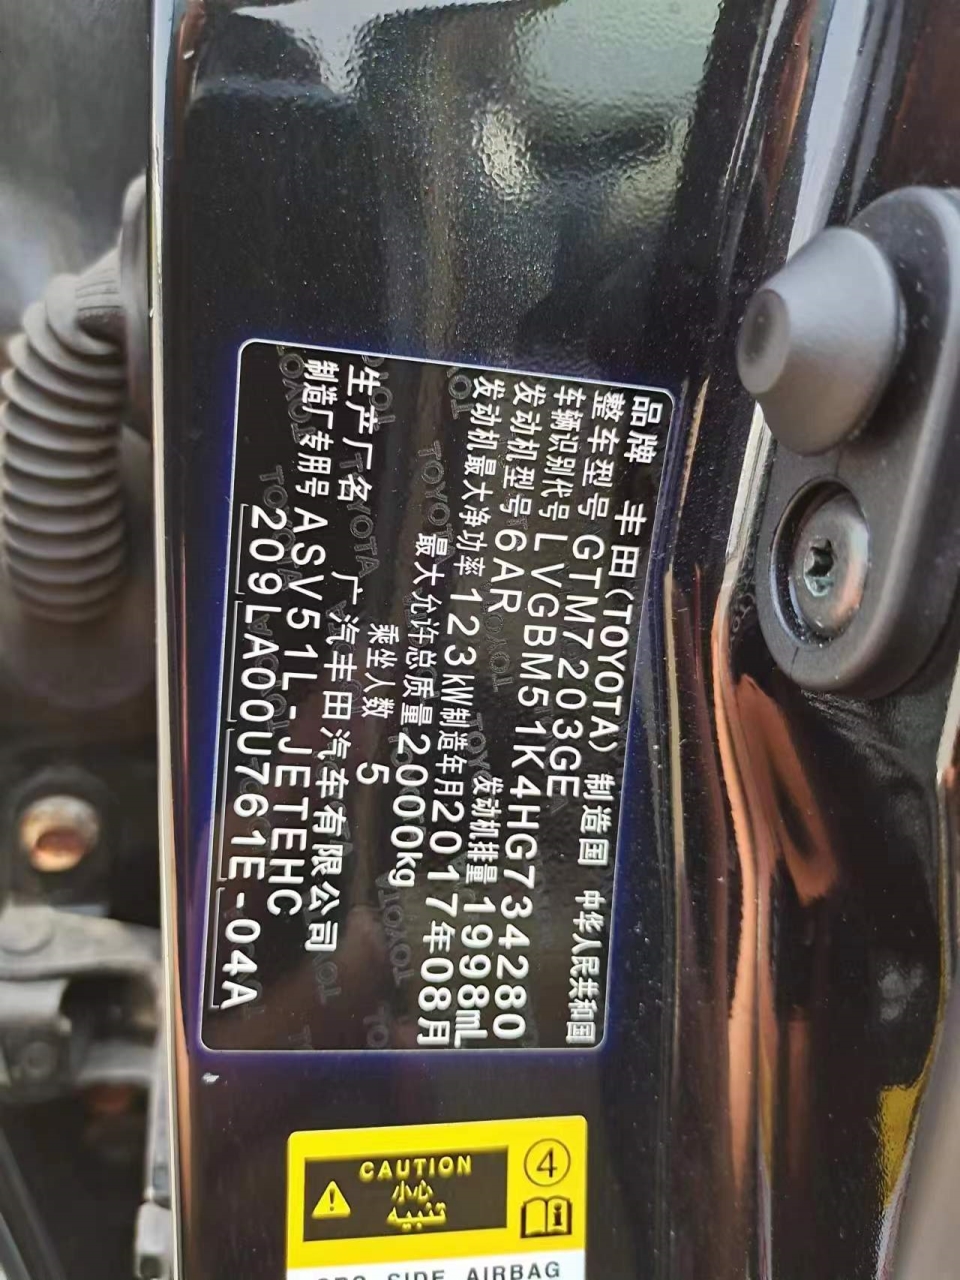 品牌 丰田(TOYOTA) 制造国 中华人民共和国
整车型号 GTM7203GE
车辆识别代号 LVGBM51K4HG734280
发动机型号 6AR 发动机排量 1998mL
发动机最大净功率 123kW 制造年月 2017年08月
最大允许总质量 2000kg
乘坐人数 5
生产厂名 广汽丰田汽车有限公司
制造厂专用号 ASV51L-JETEHC
209LA00U761E-04A
CAUTION
小心
تنبيه
4
SRS SIDE AIRBAG